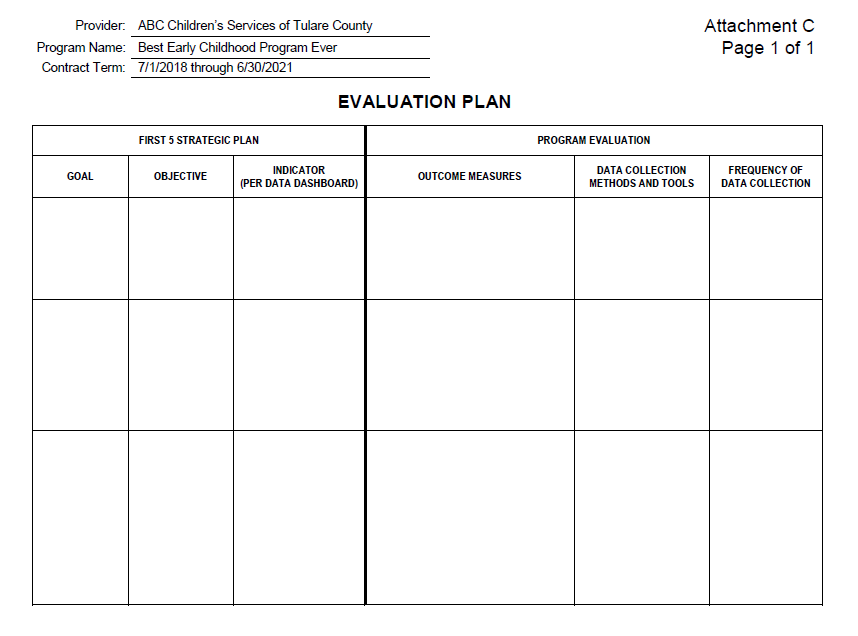 Provider: ABC Children's Services of Tulare County
Attachment C
Program Name: Best Early Childhood Program Ever
Page 1 of 1
Contract Term: 7/1/2018 through 6/30/2021
EVALUATION PLAN
FIRST 5 STRATEGIC PLAN
PROGRAM EVALUATION
GOAL
OBJECTIVE
INDICATOR
(PER DATA DASHBOARD)
OUTCOME MEASURES
DATA COLLECTION
METHODS AND TOOLS
FREQUENCY OF
DATA COLLECTION